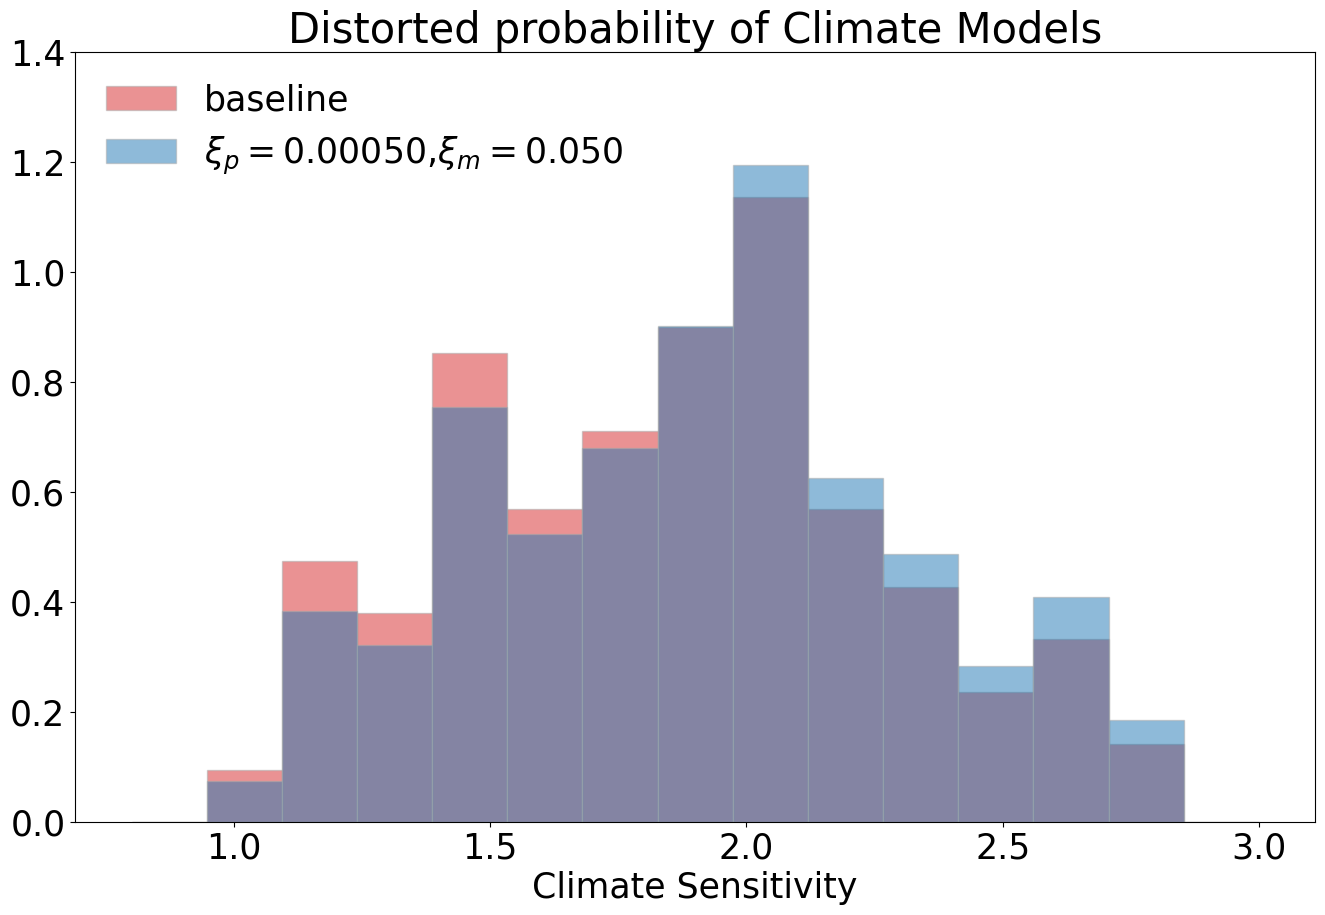 Distorted probability of Climate Models
1.4
1.2
1.0
0.8
0.6
0.4
0.2
0.0
baseline
ξₚ = 0.00050,ξₘ = 0.050
1.0 1.5 2.0 2.5 3.0
Climate Sensitivity